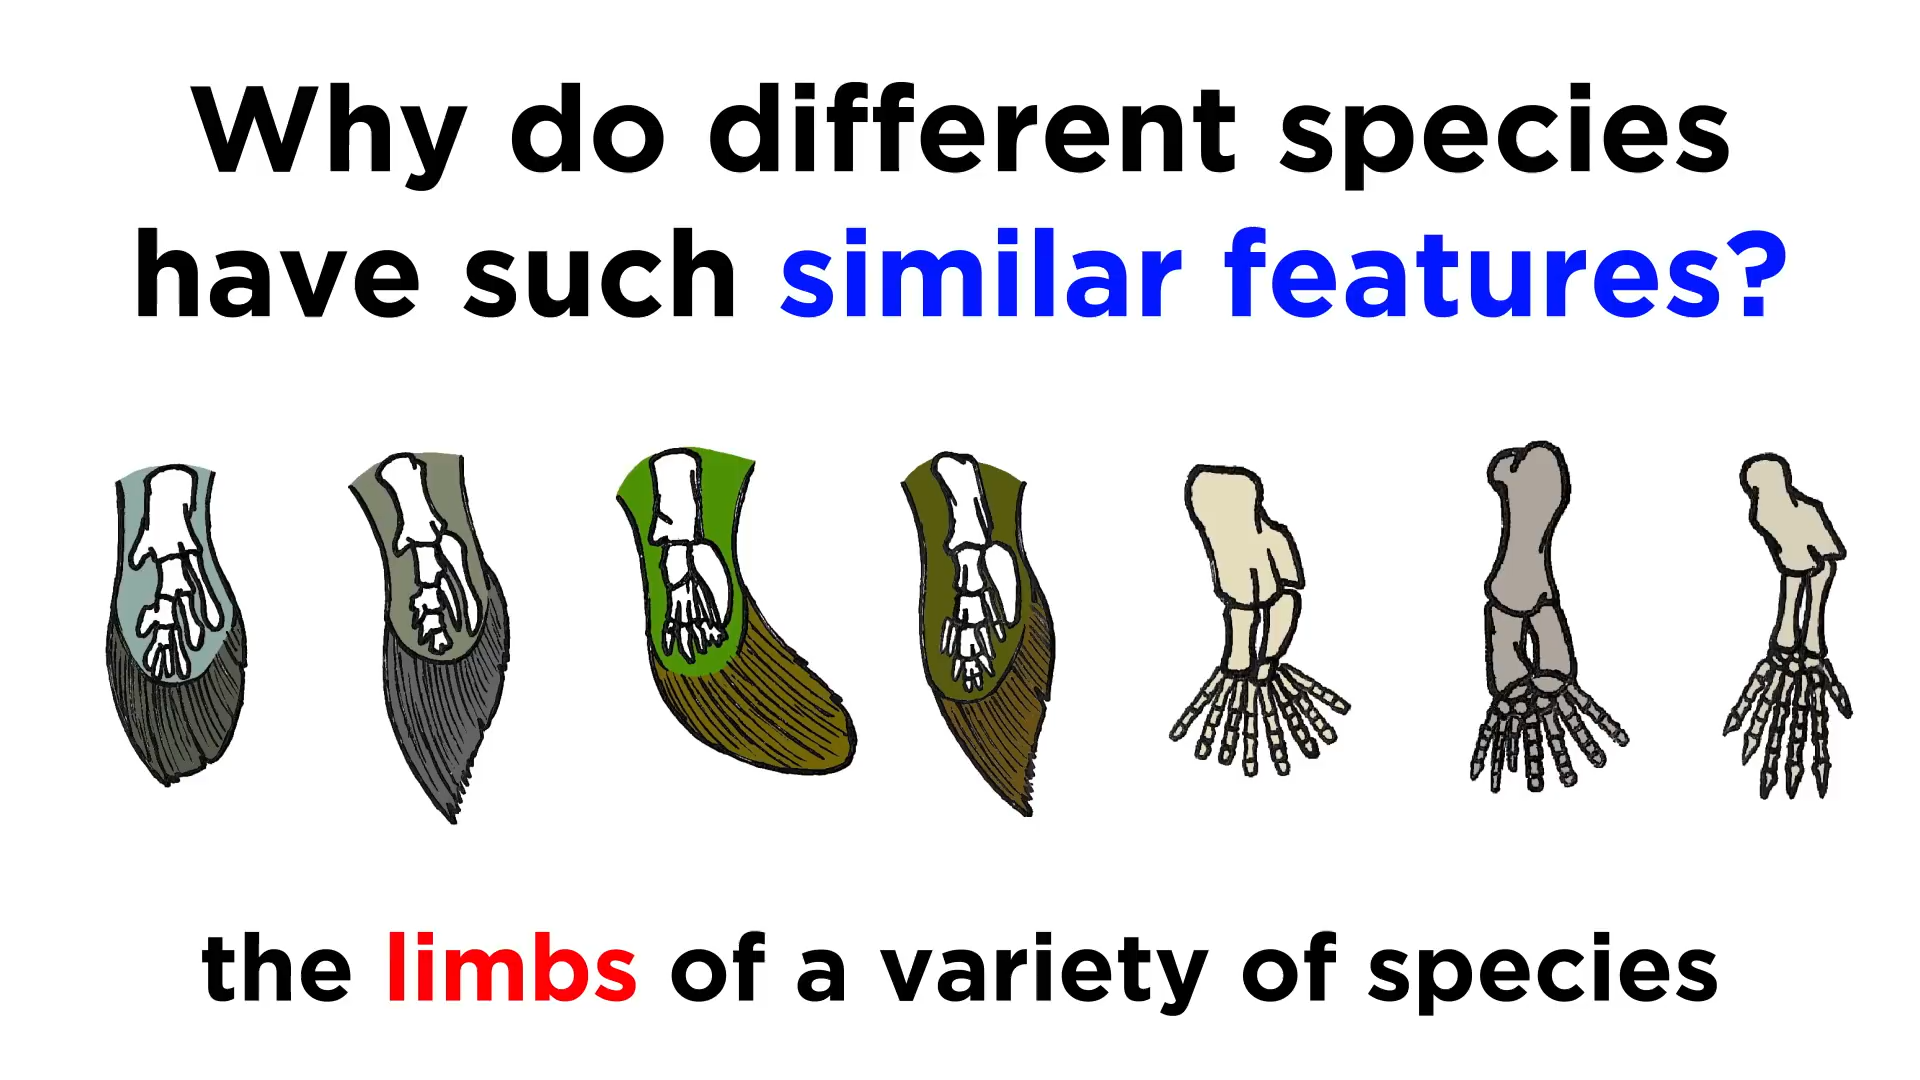 Why do different species
have such similar features?
the limbs of a variety of species